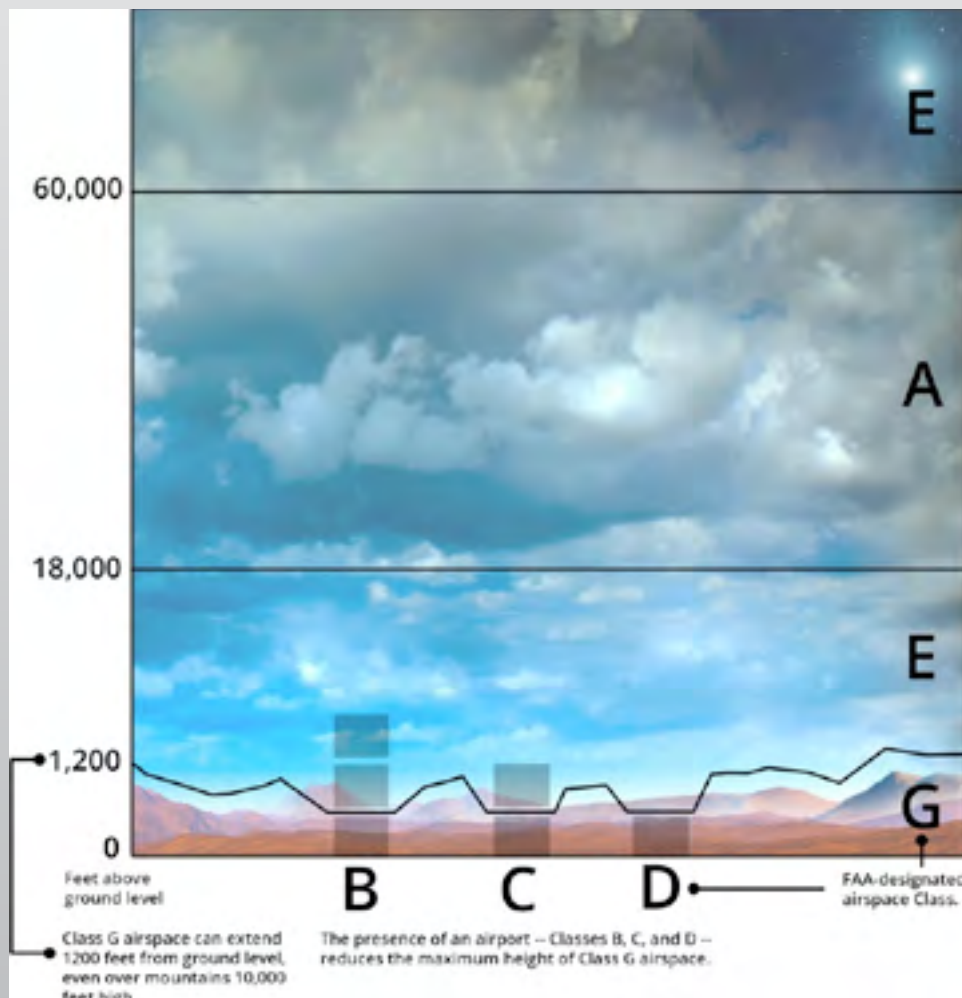 E
60,000
A
18,000
E
1,200
G
0
Feet above
ground level
B
C
D
FAA-designated
airspace Class.
Class G airspace can extend
1200 feet from ground level,
even over mountains 10,000
feet high
The presence of an airport -- Classes B, C, and D --
reduces the maximum height of Class G airspace.